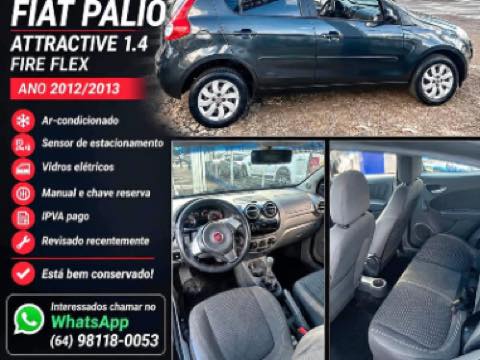 FIAT PALIO
ATTRACTIVE 1.4
FIRE FLEX
ANO 2012/2013
Ar-condicionado
Sensor de estacionamento
Vidros elétricos
Manual e chave reserva
IPVA pago
Revisado recentemente
Está bem conservado!
Interessados chamar no
WhatsApp
(64) 98118-0053